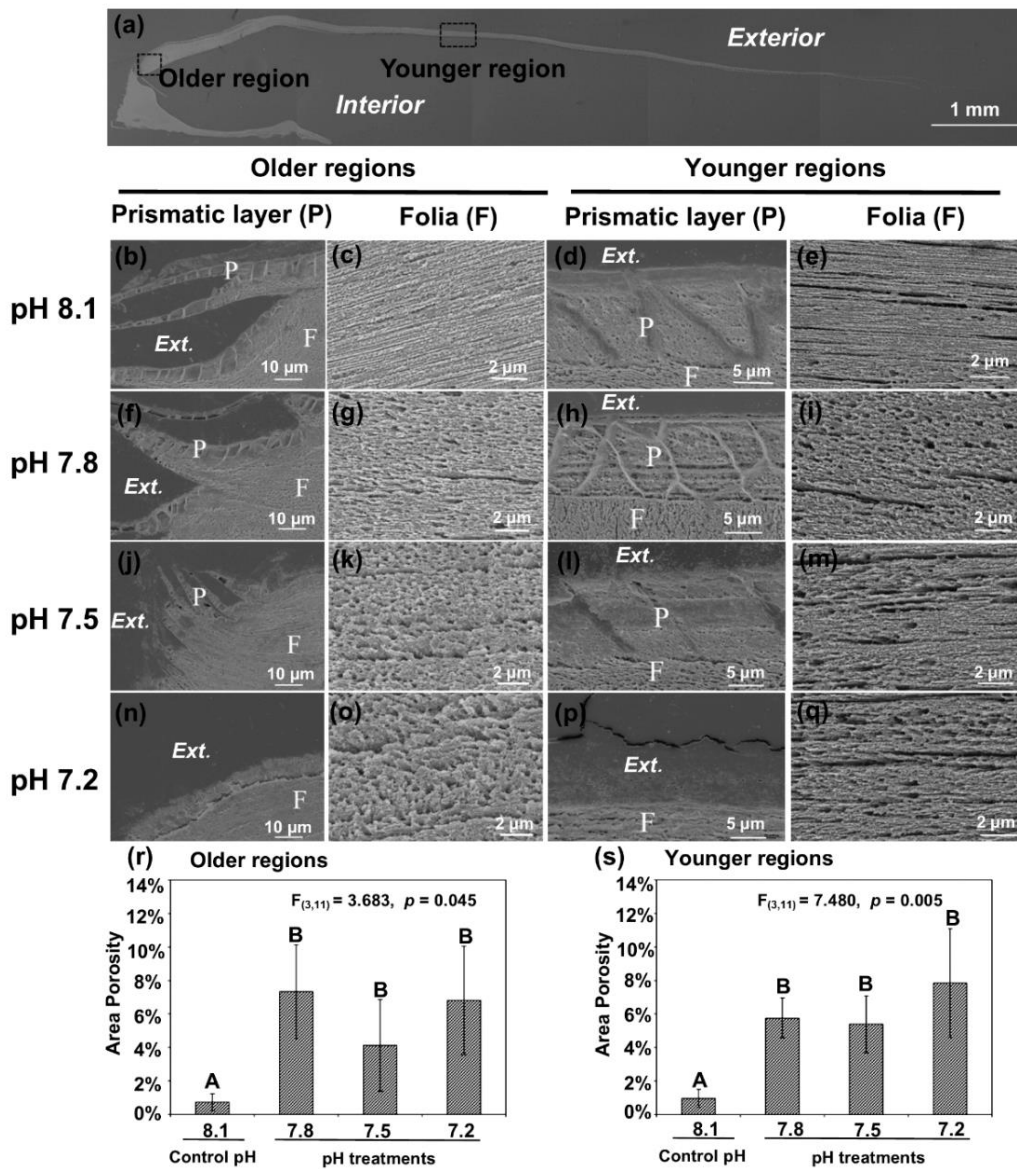 (a)
Exterior
Older region
Younger region
Interior
1 mm
Older regions
Younger regions
Prismatic layer (P)
Folia (F)
Prismatic layer (P)
Folia (F)
pH 8.1
(b)
P
Ext.
F
10 µm
(c)
2 µm
(d)
Ext.
P
F
5 µm
(e)
2 µm
pH 7.8
(f)
P
Ext.
F
10 µm
(g)
2 µm
(h)
Ext.
P
F
5 µm
(i)
2 µm
pH 7.5
(j)
P
Ext.
F
10 µm
(k)
2 µm
(l)
Ext.
P
F
5 µm
(m)
2 µm
pH 7.2
(n)
Ext.
F
10 µm
(o)
2 µm
(p)
Ext.
F
5 µm
(q)
2 µm
(r)
Older regions
Area Porosity
14%
12%
10%
8%
6%
4%
2%
0%
F(3,11) = 3.683, p = 0.045
A
B
B
B
8.1
7.8
7.5
7.2
Control pH
pH treatments
(s)
Younger regions
Area Porosity
14%
12%
10%
8%
6%
4%
2%
0%
F(3,11) = 7.480, p = 0.005
A
B
B
B
8.1
7.8
7.5
7.2
Control pH
pH treatments